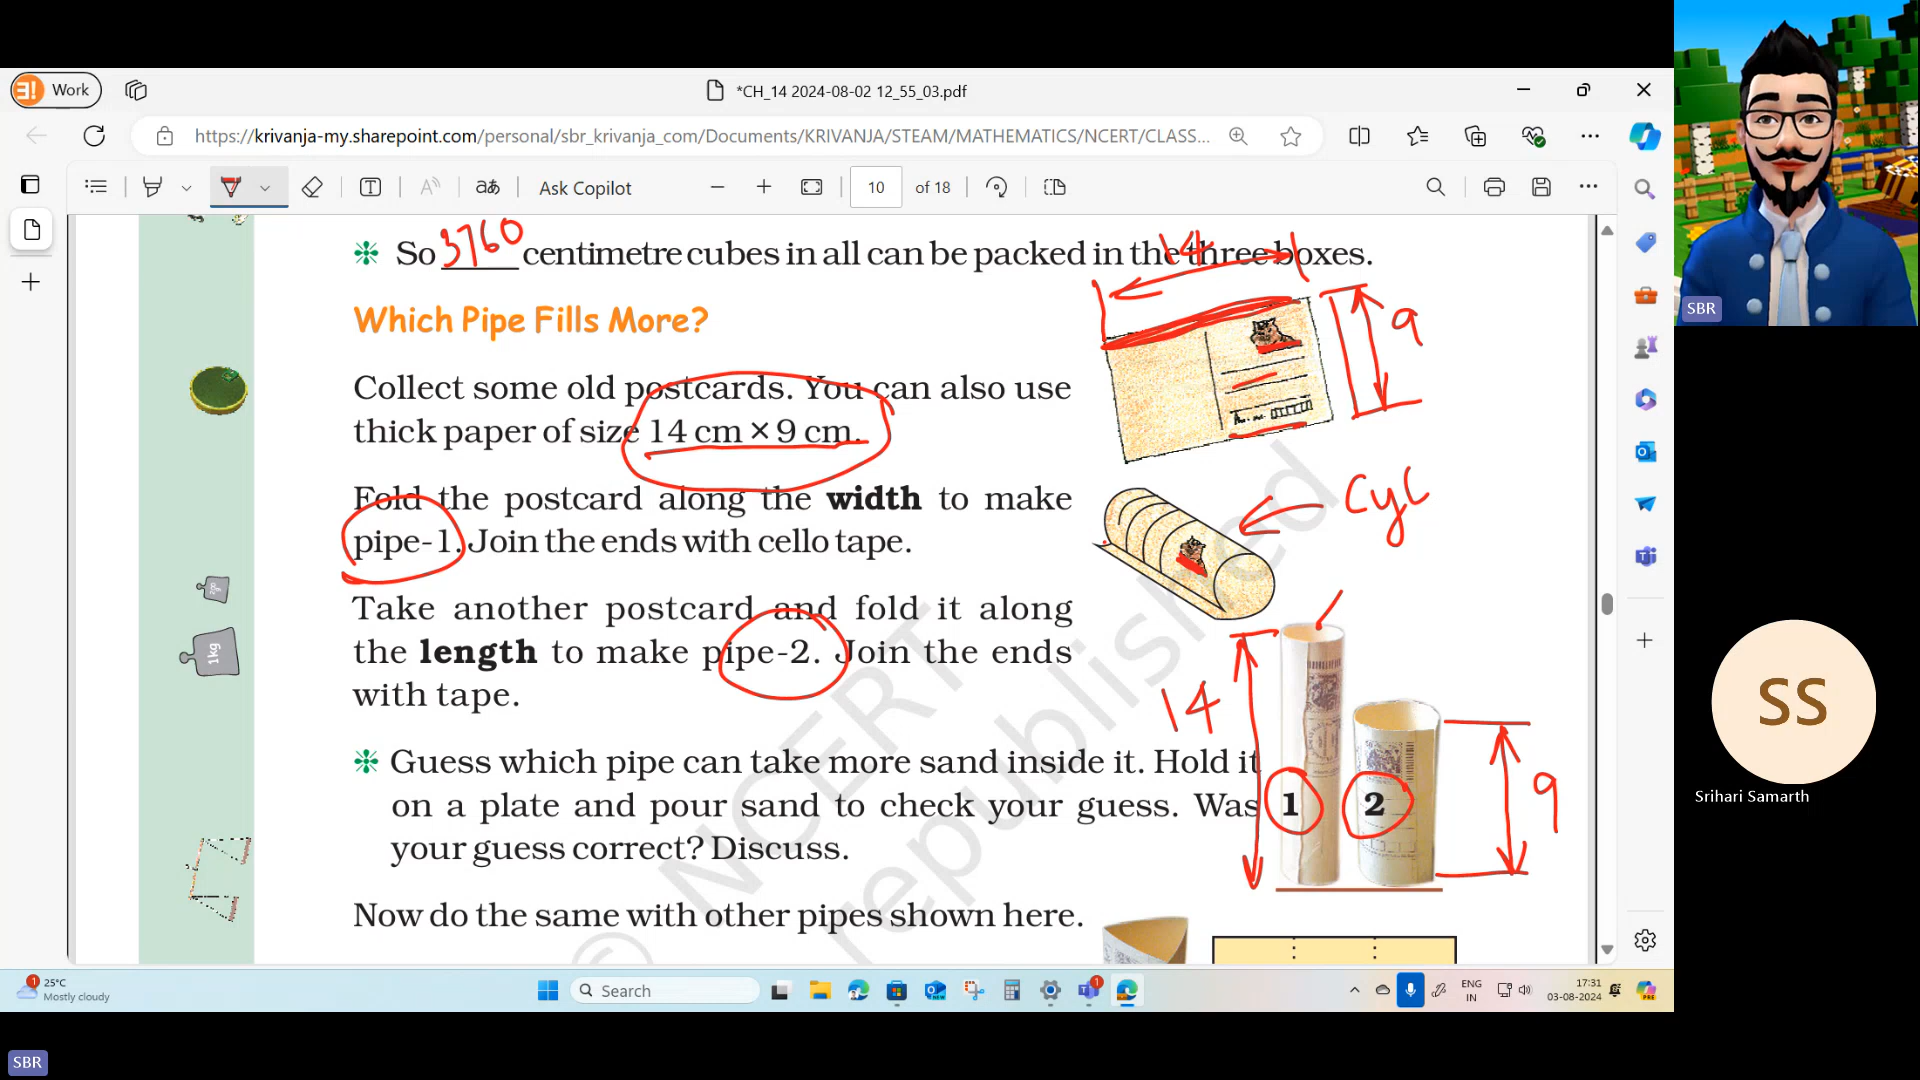 Work
*CH_14 2024-08-02 12_55_03.pdf
https://krivanja-my.sharepoint.com/personal/sbr_krivanja_com/Documents/KRIVANJA/STEAM/MATHEMATICS/NCERT/CLASS...
Ask Copilot
10 of 18
So 3760 centimetre cubes in all can be packed in the three boxes.
14
Which Pipe Fills More?
9
Collect some old postcards. You can also use
thick paper of size 14 cm × 9 cm.
Fold the postcard along the width to make
pipe-1. Join the ends with cello tape.
Cyl
Take another postcard and fold it along
the length to make pipe-2. Join the ends
with tape.
1kg
14
9
Guess which pipe can take more sand inside it. Hold it
on a plate and pour sand to check your guess. Was
your guess correct? Discuss.
1 2
Now do the same with other pipes shown here.
© NCERT
republished
SBR
SS
Srihari Samarth
1
25°C
Mostly cloudy
Search
1
ENG
IN
17:31
03-08-2024
SBR